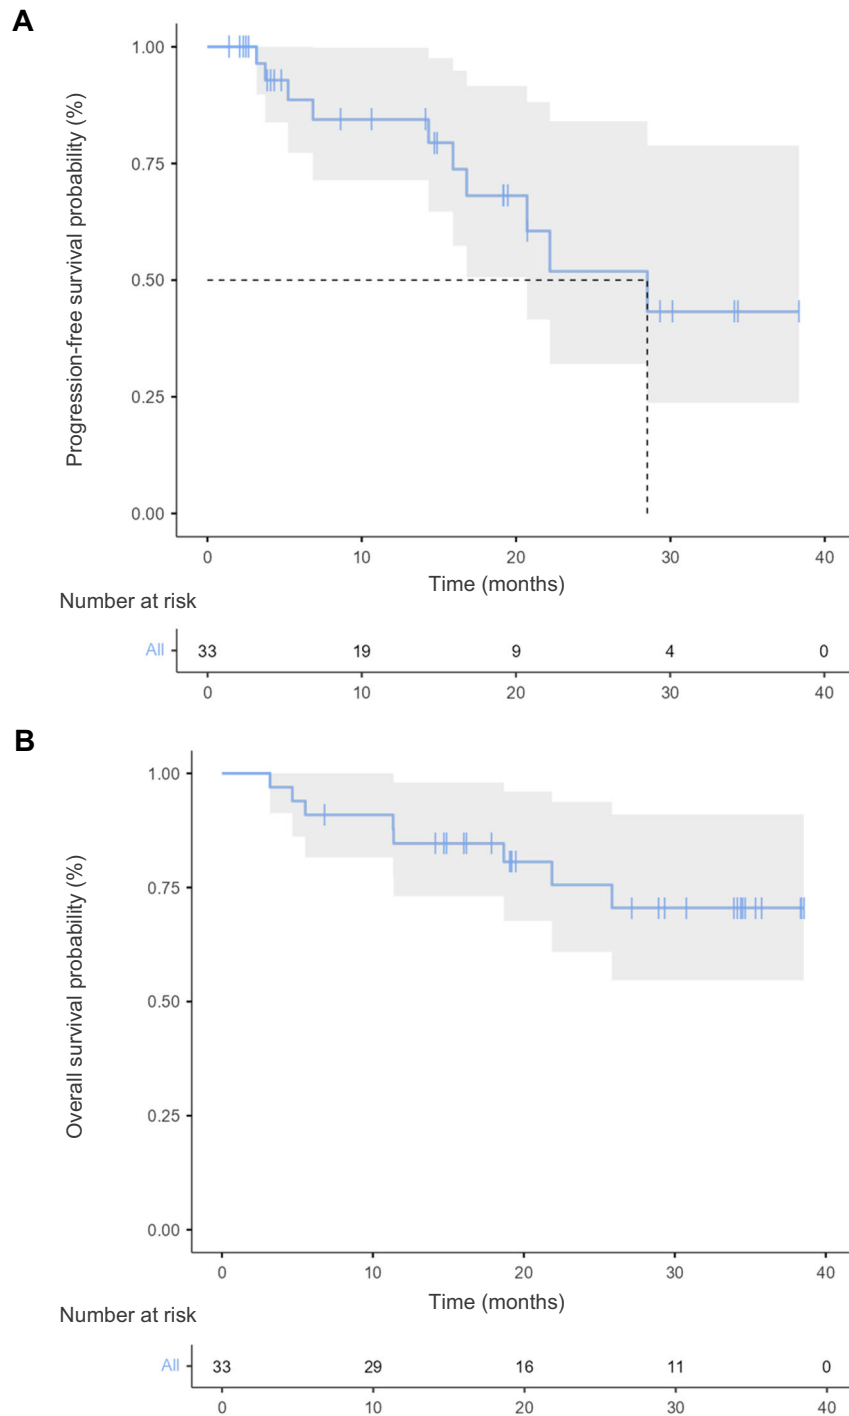 A
Progression-free survival probability (%)
1.00
0.75
0.50
0.25
0.00
0 10 20 30 40
Time (months)
Number at risk
All 33 19 9 4 0
0 10 20 30 40
B
Overall survival probability (%)
1.00
0.75
0.50
0.25
0.00
0 10 20 30 40
Time (months)
Number at risk
All 33 29 16 11 0
0 10 20 30 40